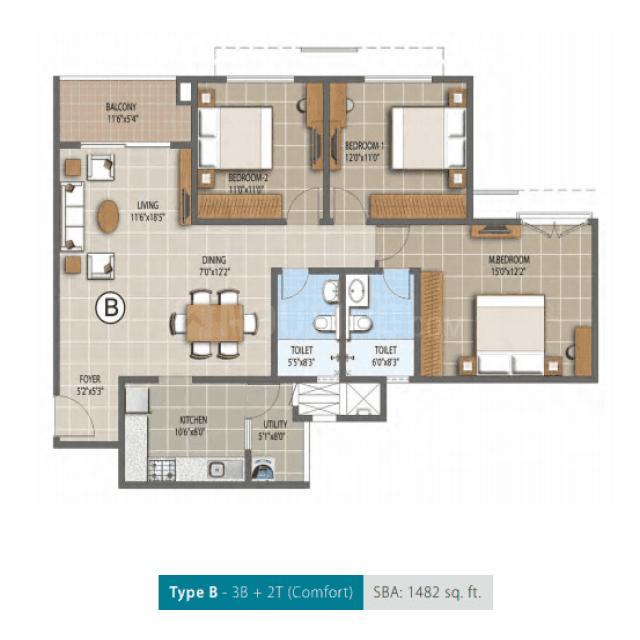 BALCONY
11'6"x5'4"
BEDROOM-2
11'0"x11'0"
BEDROOM-1
12'0"x11'0"
LIVING
11'6"x18'5"
DINING
7'0"x12'2"
M.BEDROOM
15'0"x12'2"
B
TOILET
5'5"x8'3"
TOILET
6'0"x8'3"
FOYER
5'2"x5'3"
KITCHEN
10'6"x8'0"
UTILITY
5'1"x8'0"
Type B - 3B + 2T (Comfort) SBA: 1482 sq. ft.